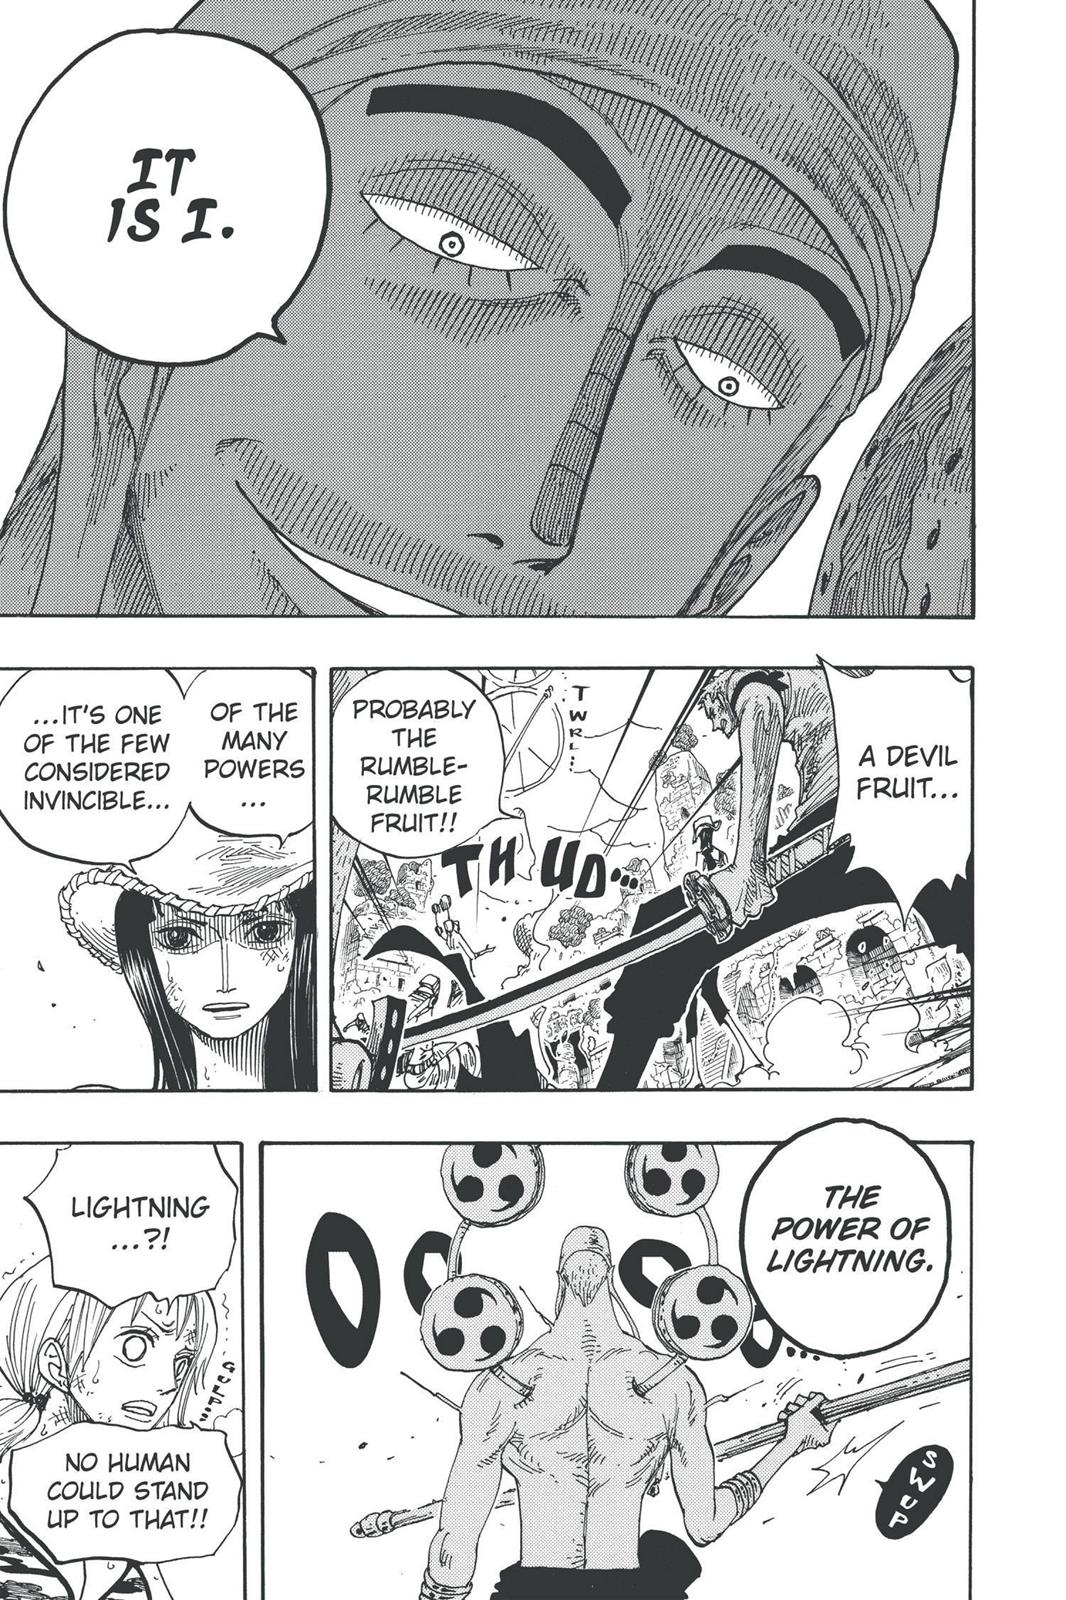 IT
IS I.
A DEVIL
FRUIT...
TWRL...
PROBABLY
THE
RUMBLE-
RUMBLE
FRUIT!!
THUD...
OF THE
MANY
POWERS
...
...IT'S ONE
OF THE FEW
CONSIDERED
INVINCIBLE...
THE
POWER OF
LIGHTNING.
OOOO...
SWUP
LIGHTNING
...?!
GULP...
NO HUMAN
COULD STAND
UP TO THAT!!